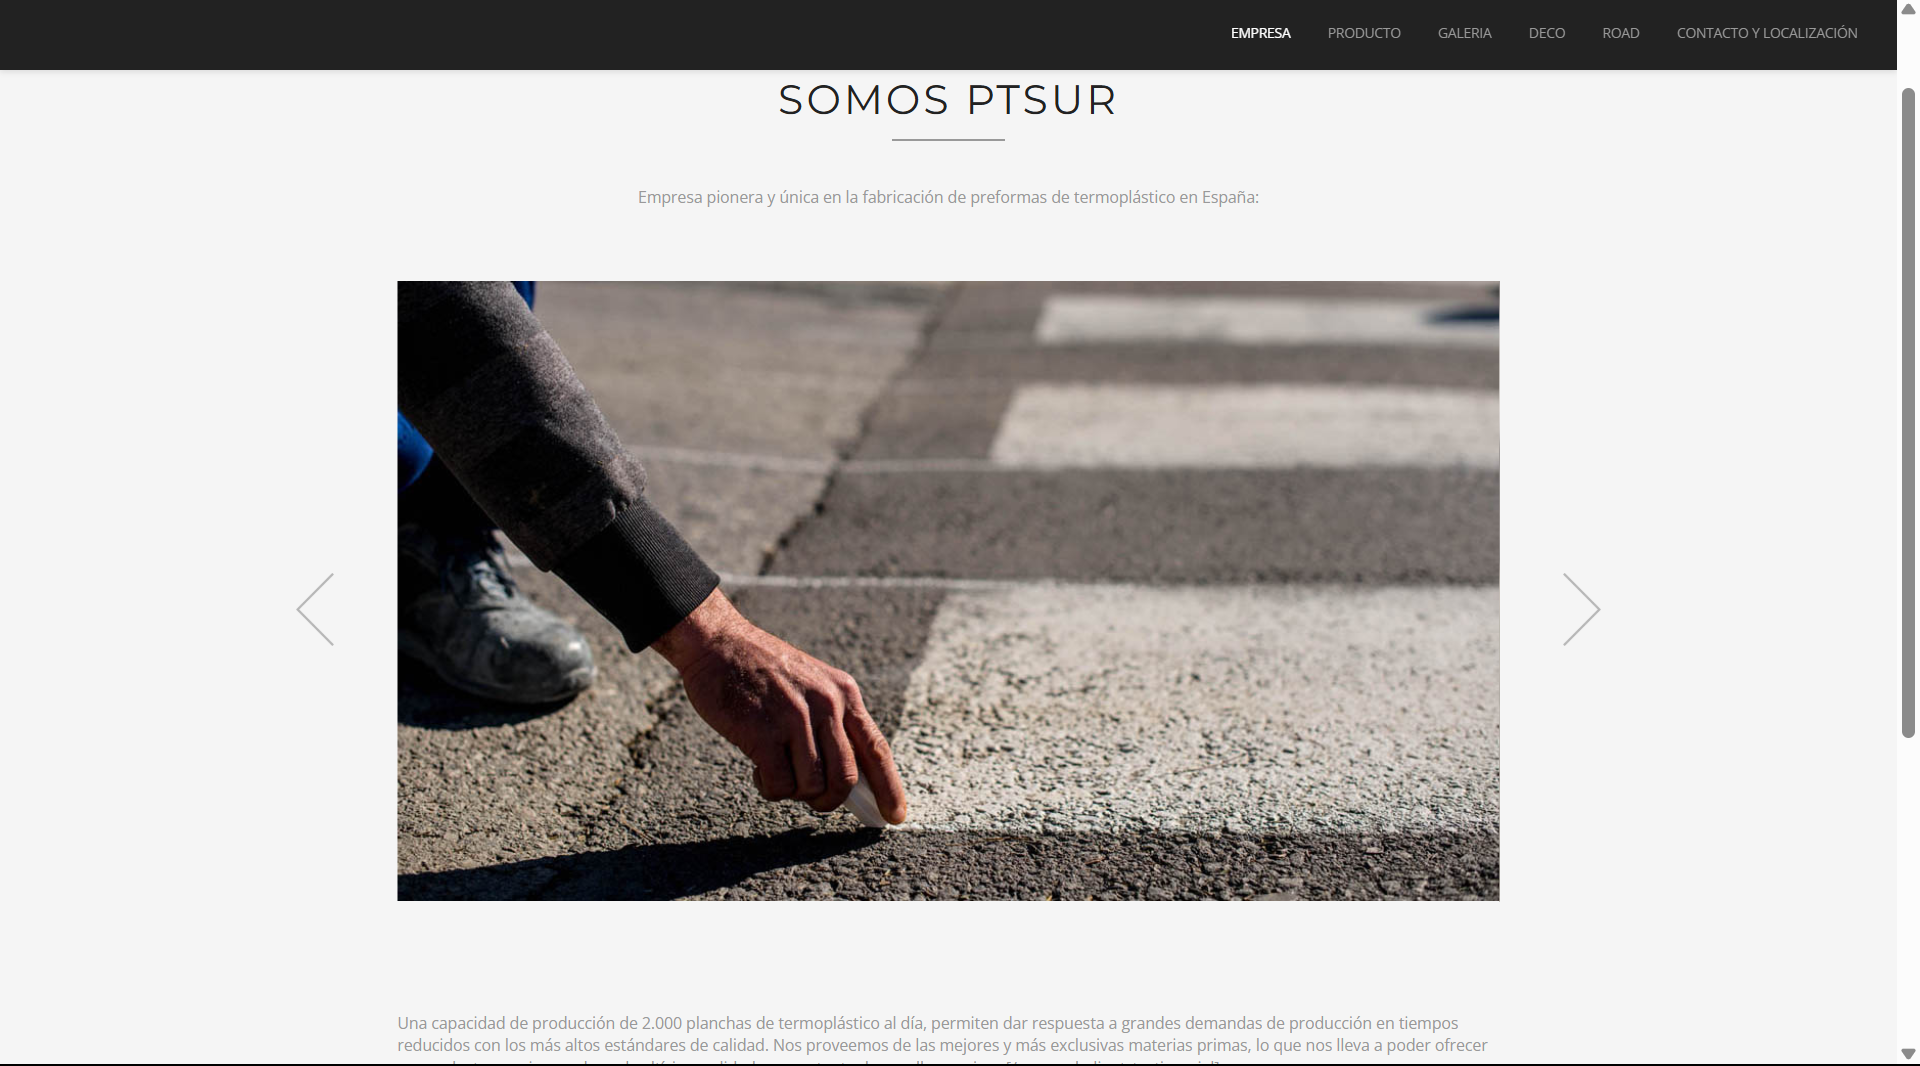 EMPRESA PRODUCTO GALERIA DECO ROAD CONTACTO Y LOCALIZACIÓN
SOMOS PTSUR
Empresa pionera y única en la fabricación de preformas de termoplástico en España:
Una capacidad de producción de 2.000 planchas de termoplástico al día, permiten dar respuesta a grandes demandas de producción en tiempos
reducidos con los más altos estándares de calidad. Nos proveemos de las mejores y más exclusivas materias primas, lo que nos lleva a poder ofrecer